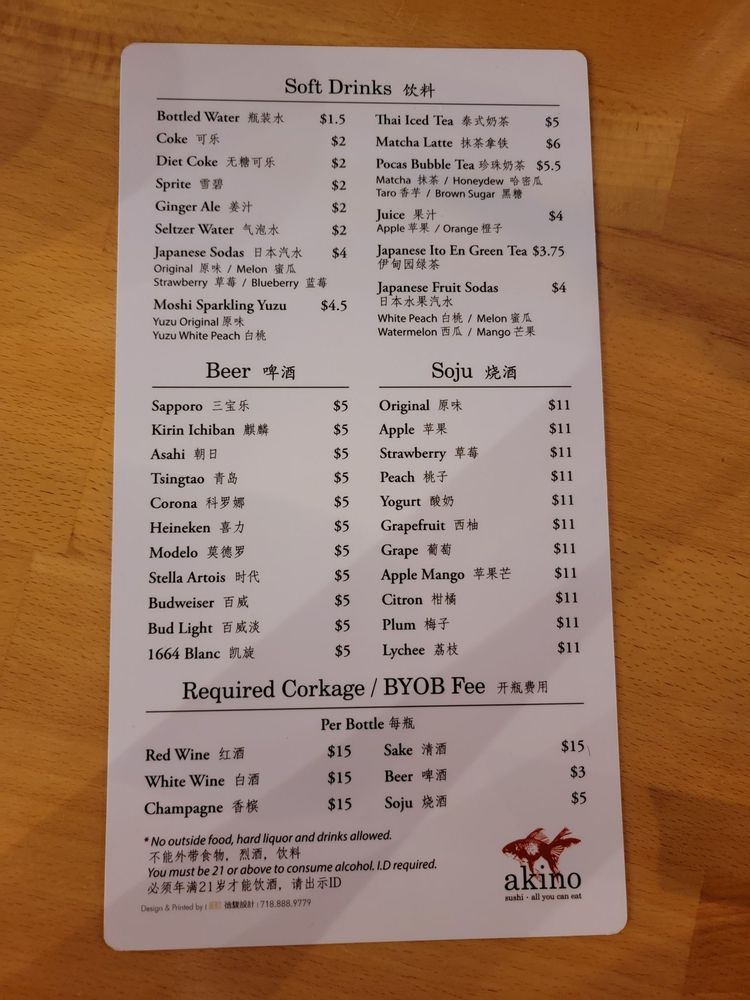 Soft Drinks 饮料
Bottled Water 瓶装水 $1.5
Coke 可乐 $2
Diet Coke 无糖可乐 $2
Sprite 雪碧 $2
Ginger Ale 姜汁 $2
Seltzer Water 气泡水 $2
Japanese Sodas 日本汽水 $4
Original 原味 / Melon 蜜瓜
Strawberry 草莓 / Blueberry 蓝莓
Moshi Sparkling Yuzu $4.5
Yuzu Original 原味
Yuzu White Peach 白桃
Thai Iced Tea 泰式奶茶 $5
Matcha Latte 抹茶拿铁 $6
Pocas Bubble Tea 珍珠奶茶 $5.5
Matcha 抹茶 / Honeydew 哈密瓜
Taro 香芋 / Brown Sugar 黑糖
Juice 果汁 $4
Apple 苹果 / Orange 橙子
Japanese Ito En Green Tea $3.75
伊甸园绿茶
Japanese Fruit Sodas $4
日本水果汽水
White Peach 白桃 / Melon 蜜瓜
Watermelon 西瓜 / Mango 芒果
Beer 啤酒
Sapporo 三宝乐 $5
Kirin Ichiban 麒麟 $5
Asahi 朝日 $5
Tsingtao 青岛 $5
Corona 科罗娜 $5
Heineken 喜力 $5
Modelo 莫德罗 $5
Stella Artois 时代 $5
Budweiser 百威 $5
Bud Light 百威淡 $5
1664 Blanc 凯旋 $5
Soju 烧酒
Original 原味 $11
Apple 苹果 $11
Strawberry 草莓 $11
Peach 桃子 $11
Yogurt 酸奶 $11
Grapefruit 西柚 $11
Grape 葡萄 $11
Apple Mango 苹果芒 $11
Citron 柑橘 $11
Plum 梅子 $11
Lychee 荔枝 $11
Required Corkage / BYOB Fee 开瓶费用
Per Bottle 每瓶
Red Wine 红酒 $15
White Wine 白酒 $15
Champagne 香槟 $15
Sake 清酒 $15
Beer 啤酒 $3
Soju 烧酒 $5
* No outside food, hard liquor and drinks allowed.
不能外带食物, 烈酒, 饮料
You must be 21 or above to consume alcohol. I.D required.
必须年满21岁才能饮酒, 请出示ID
Design & Printed by | 德駿設計 | 718.888.9779
akino
sushi · all you can eat